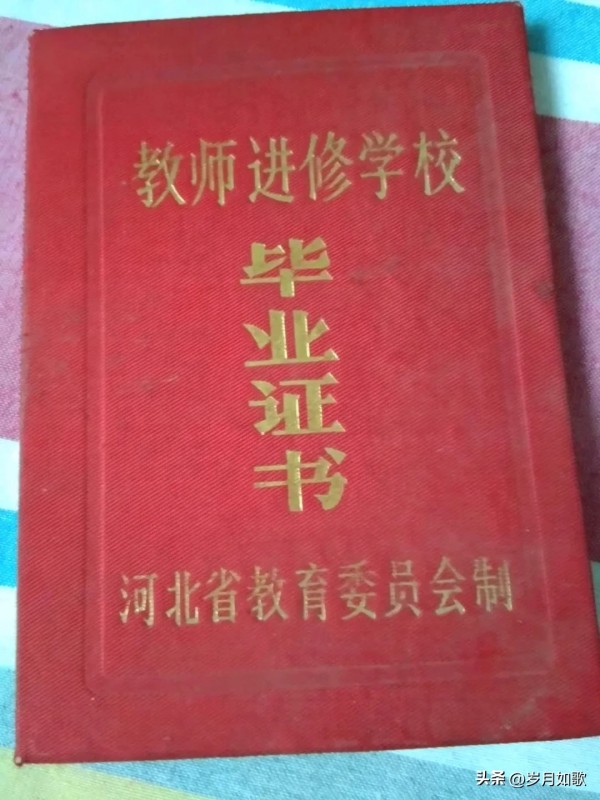 教师进修学校
毕业证书
河北省教育委员会制
头条 @岁月如歌